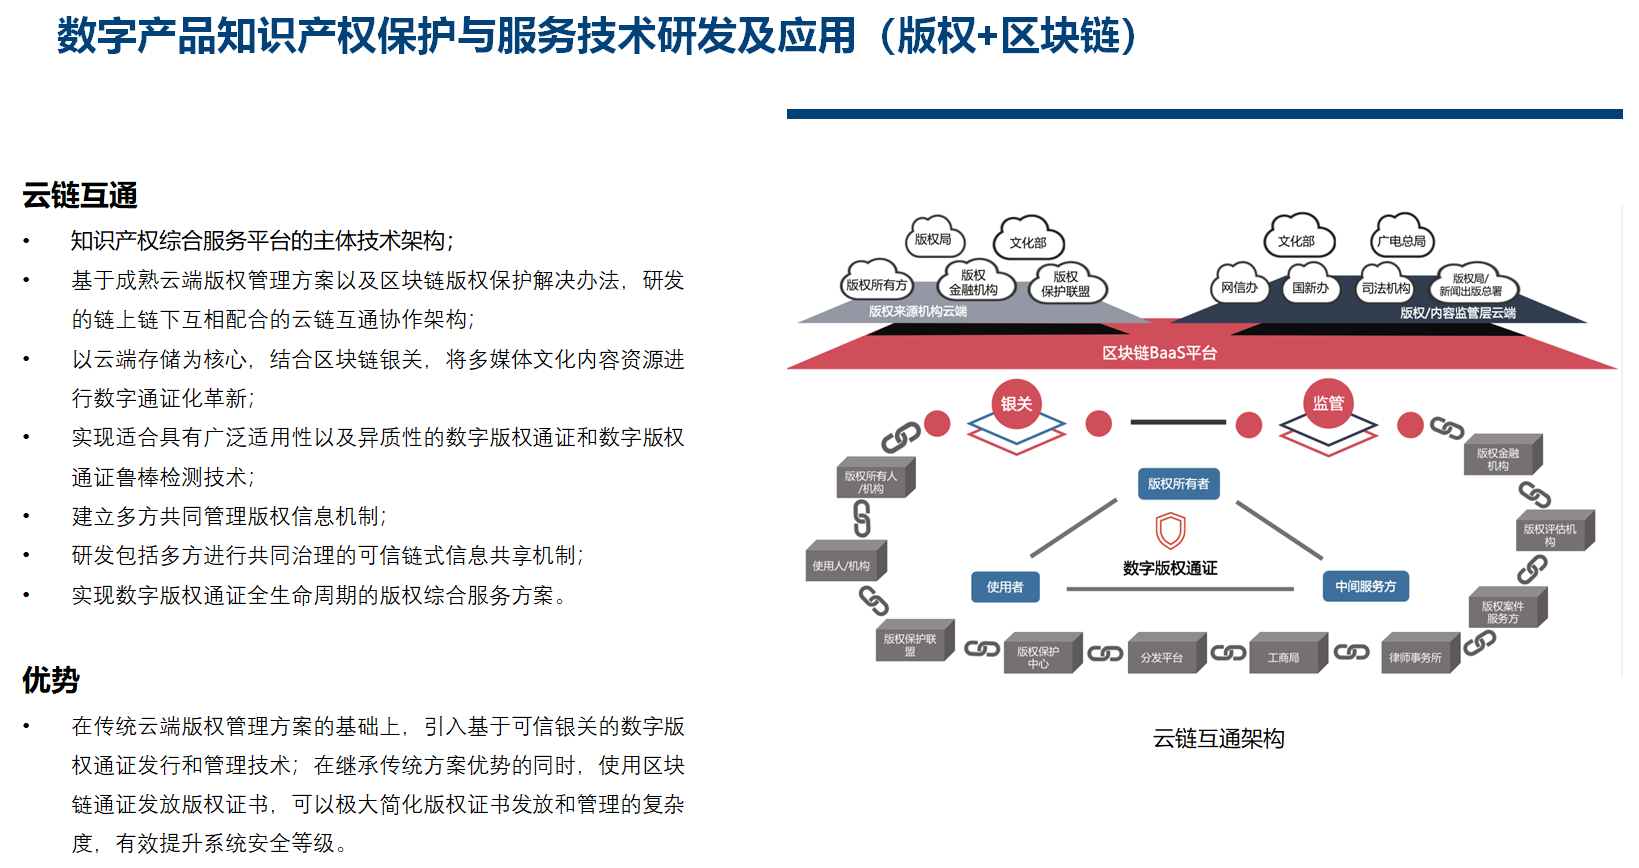 数字产品知识产权保护与服务技术研发及应用（版权+区块链）
云链互通
• 知识产权综合服务平台的主体技术架构；
• 基于成熟云端版权管理方案以及区块链版权保护解决办法，研发
的链上链下互相配合的云链互通协作架构；
• 以云端存储为核心，结合区块链银关，将多媒体文化内容资源进
行数字通证化革新；
• 实现适合具有广泛适用性以及异质性的数字版权通证和数字版权
通证鲁棒检测技术；
• 建立多方共同管理版权信息机制；
• 研发包括多方进行共同治理的可信链式信息共享机制；
• 实现数字版权通证全生命周期的版权综合服务方案。
优势
• 在传统云端版权管理方案的基础上，引入基于可信银关的数字版
权通证发行和管理技术；在继承传统方案优势的同时，使用区块
链通证发放版权证书，可以极大简化版权证书发放和管理的复杂
度，有效提升系统安全等级。
版权局
文化部
版权所有方
版权
金融机构
版权
保护联盟
版权来源机构云端
文化部
广电总局
网信办
国新办
司法机构
版权局/
新闻出版总署
版权/内容监管层云端
区块链BaaS平台
银关
监管
版权所有人
/机构
使用人/机构
版权保护联
盟
版权保护
中心
分发平台
工商局
律师事务所
版权案件
服务方
版权评估机
构
版权金融
机构
版权所有者
数字版权通证
使用者
中间服务方
云链互通架构